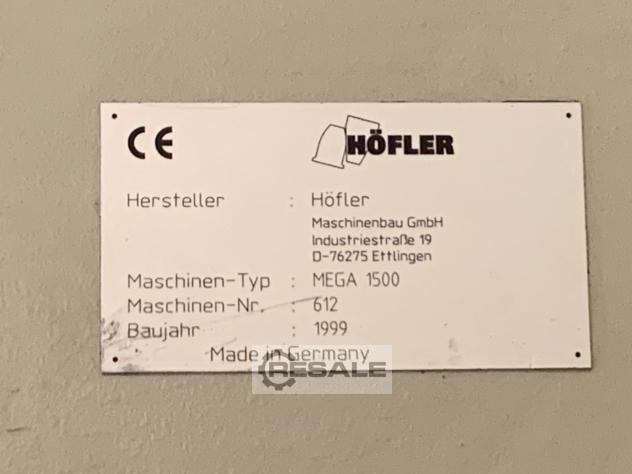 CE HÖFLER
Hersteller : Höfler
Maschinenbau GmbH
Industriestraße 19
D-76275 Ettlingen
Maschinen-Typ : MEGA 1500
Maschinen-Nr. : 612
Baujahr : 1999
Made in Germany
RESALE